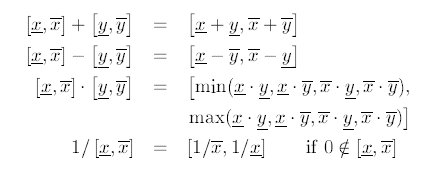 [x̲, x̅] + [y̲, y̅] = [x̲ + y̲, x̅ + y̅]
[x̲, x̅] − [y̲, y̅] = [x̲ − y̅, x̅ − y̲]
[x̲, x̅] · [y̲, y̅] = [min(x̲ · y̲, x̲ · y̅, x̅ · y̲, x̅ · y̅),
max(x̲ · y̲, x̲ · y̅, x̅ · y̲, x̅ · y̅)]
1/ [x̲, x̅] = [1/x̅, 1/x̲] if 0 ∉ [x̲, x̅]